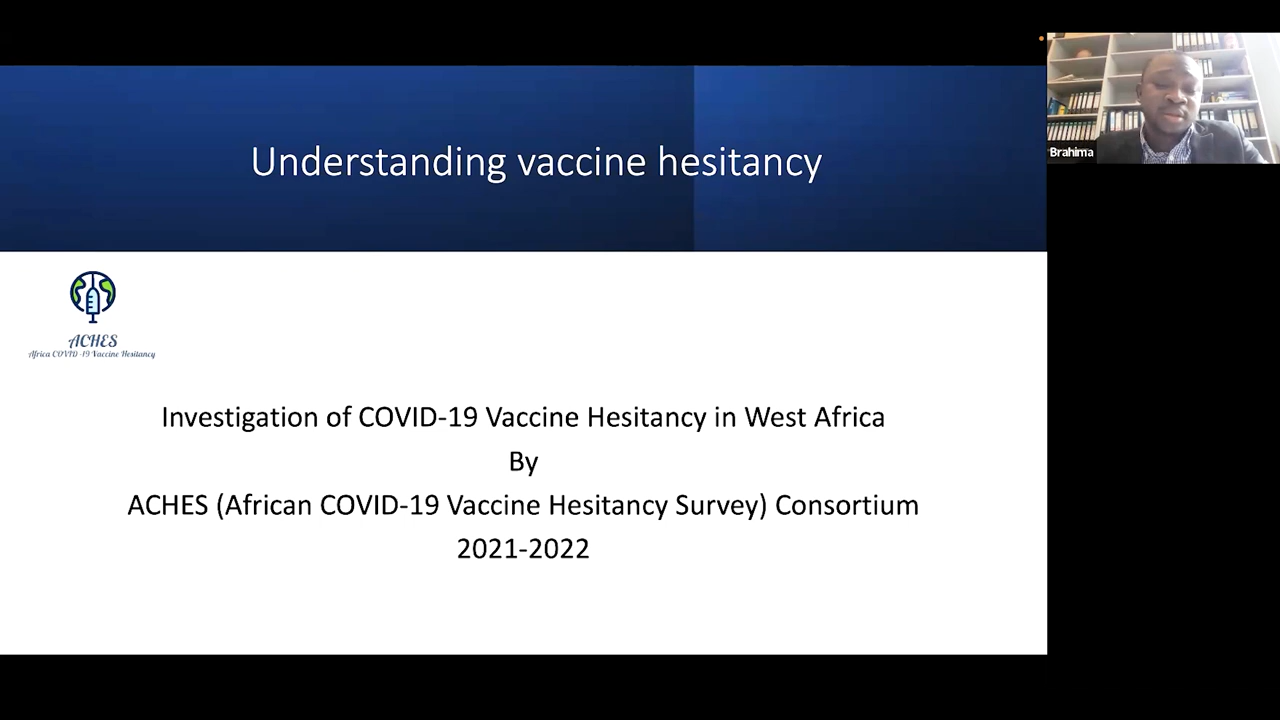 Understanding vaccine hesitancy
Brahima
ACHES
Africa COVID-19 Vaccine Hesitancy
Investigation of COVID-19 Vaccine Hesitancy in West Africa
By
ACHES (African COVID-19 Vaccine Hesitancy Survey) Consortium
2021-2022